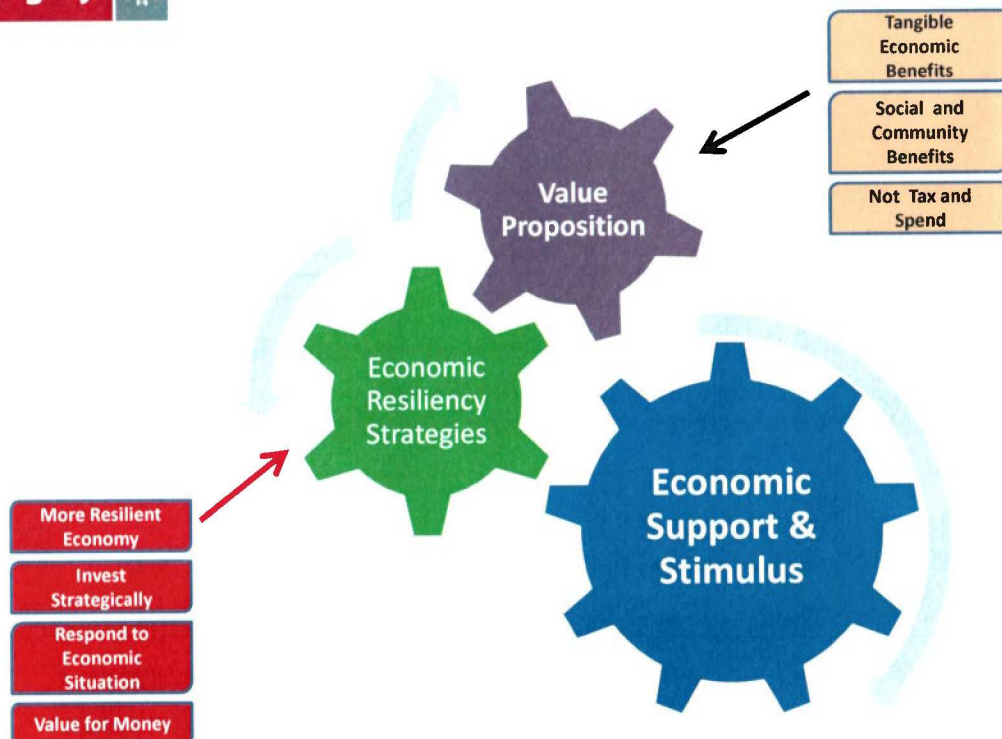 Tangible
Economic
Benefits
Social and
Community
Benefits
Not Tax and
Spend
Value
Proposition
Economic
Resiliency
Strategies
Economic
Support &
Stimulus
More Resilient
Economy
Invest
Strategically
Respond to
Economic
Situation
Value for Money